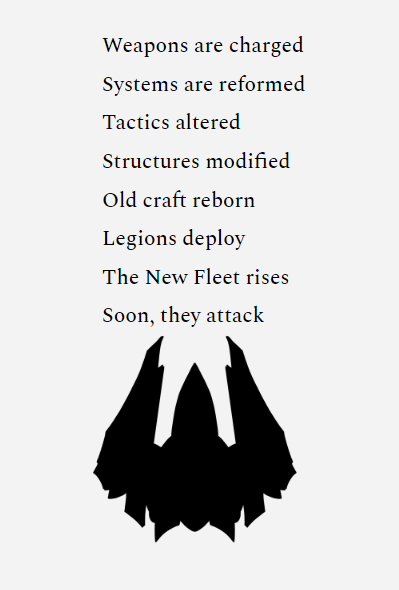 Weapons are charged
Systems are reformed
Tactics altered
Structures modified
Old craft reborn
Legions deploy
The New Fleet rises
Soon, they attack